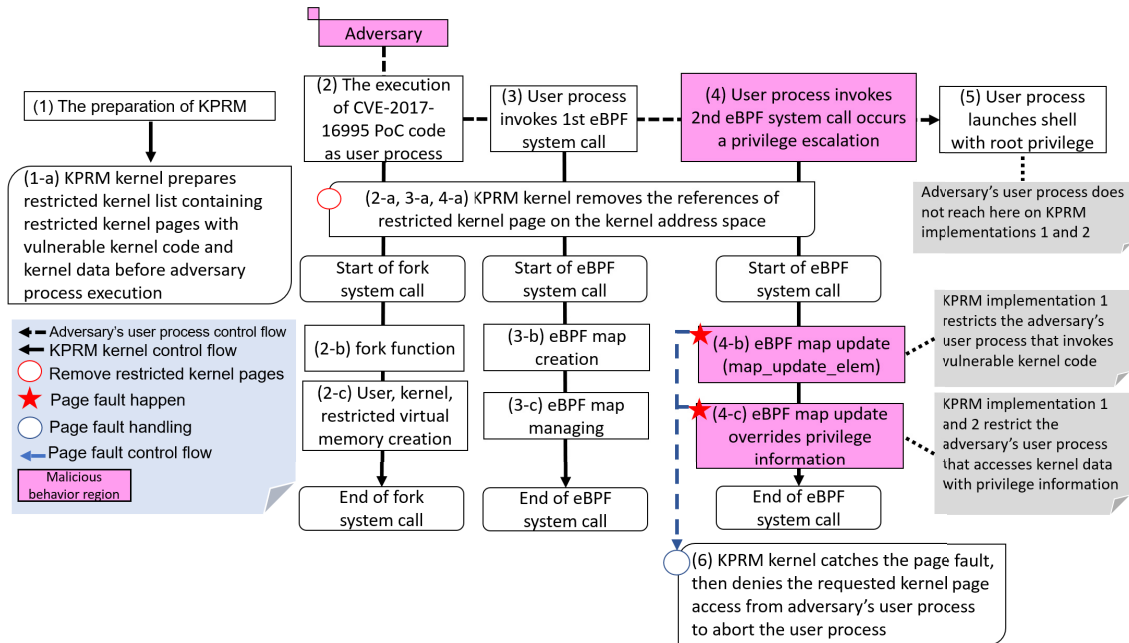 Adversary
(1) The preparation of KPRM
(2) The execution
of CVE-2017-
16995 PoC code
as user process
(3) User process
invokes 1st eBPF
system call
(4) User process invokes
2nd eBPF system call occurs
a privilege escalation
(5) User process
launches shell
with root privilege
(1-a) KPRM kernel prepares
restricted kernel list containing
restricted kernel pages with
vulnerable kernel code and
kernel data before adversary
process execution
(2-a, 3-a, 4-a) KPRM kernel removes the references of
restricted kernel page on the kernel address space
Adversary's user process does
not reach here on KPRM
implementations 1 and 2
Start of fork
system call
Start of eBPF
system call
Start of eBPF
system call
(2-b) fork function
(2-c) User, kernel,
restricted virtual
memory creation
End of fork
system call
(3-b) eBPF map
creation
(3-c) eBPF map
managing
End of eBPF
system call
(4-b) eBPF map update
(map_update_elem)
(4-c) eBPF map update
overrides privilege
information
End of eBPF
system call
KPRM implementation 1
restricts the adversary's
user process that invokes
vulnerable kernel code
KPRM implementation 1
and 2 restrict the
adversary's user process
that accesses kernel data
with privilege information
Adversary's user process control flow
KPRM kernel control flow
Remove restricted kernel pages
Page fault happen
Page fault handling
Page fault control flow
Malicious
behavior region
(6) KPRM kernel catches the page fault,
then denies the requested kernel page
access from adversary's user process
to abort the user process